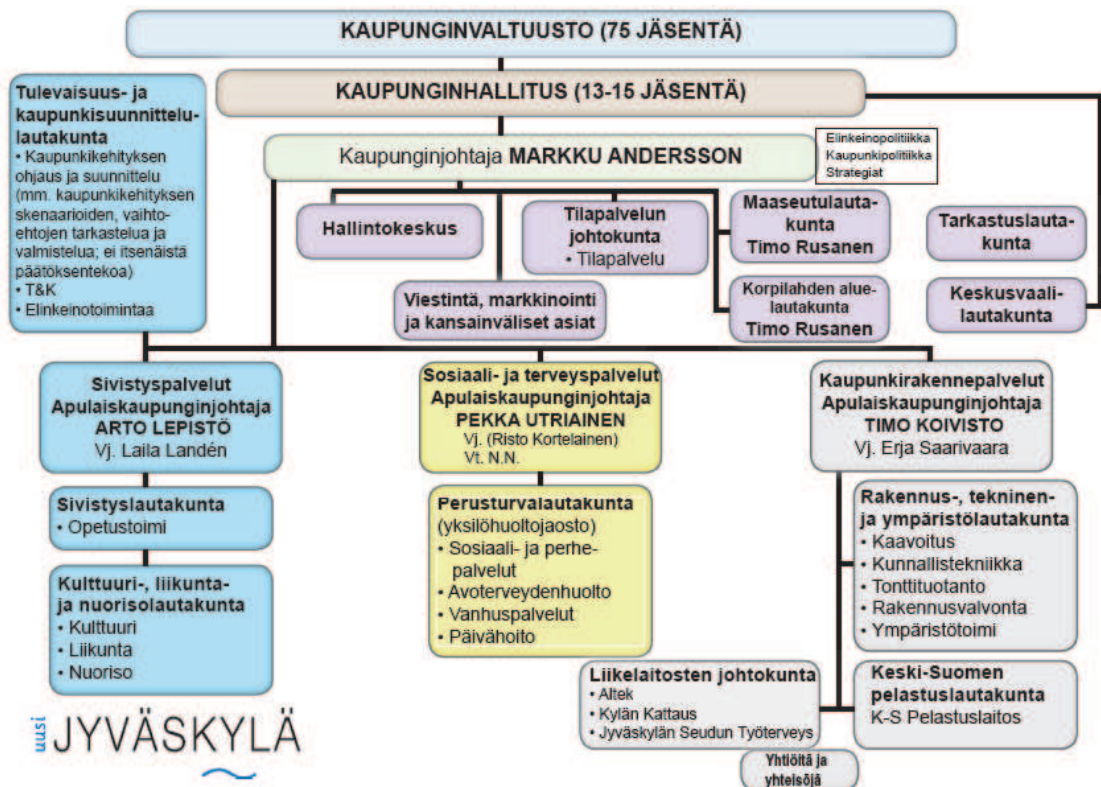 KAUPUNGINVALTUUSTO (75 JÄSENTÄ)
KAUPUNGINHALLITUS (13-15 JÄSENTÄ)
Tulevaisuus- ja
kaupunkisuunnittelu-
lautakunta
• Kaupunkikehityksen
ohjaus ja suunnittelu
(mm. kaupunkikehityksen
skenaarioiden, vaihto-
ehtojen tarkastelua ja
valmistelua; ei itsenäistä
päätöksentekoa)
• T&K
• Elinkeinotoimintaa
Kaupunginjohtaja MARKKU ANDERSSON
Elinkeinopolitiikka
Kaupunkipolitiikka
Strategiat
Hallintokeskus
Viestintä, markkinointi
ja kansainväliset asiat
Tilapalvelun
johtokunta
• Tilapalvelu
Maaseutulauta-
kunta
Timo Rusanen
Korpilahden alue-
lautakunta
Timo Rusanen
Tarkastuslauta-
kunta
Keskusvaali-
lautakunta
Sivistyspalvelut
Apulaiskaupunginjohtaja
ARTO LEPISTÖ
Vj. Laila Landén
Sivistyslautakunta
• Opetustoimi
Kulttuuri-, liikunta-
ja nuorisolautakunta
• Kulttuuri
• Liikunta
• Nuoriso
Sosiaali- ja terveyspalvelut
Apulaiskaupunginjohtaja
PEKKA UTRIAINEN
Vj. (Risto Kortelainen)
Vt. N.N.
Perusturvalautakunta
(yksilöhuoltojaosto)
• Sosiaali- ja perhe-
palvelut
• Avoterveydenhuolto
• Vanhuspalvelut
• Päivähoito
Kaupunkirakennepalvelut
Apulaiskaupunginjohtaja
TIMO KOIVISTO
Vj. Erja Saarivaara
Rakennus-, tekninen-
ja ympäristölautakunta
• Kaavoitus
• Kunnallistekniikka
• Tonttituotanto
• Rakennusvalvonta
• Ympäristötoimi
Liikelaitosten johtokunta
• Altek
• Kylän Kattaus
• Jyväskylän Seudun Työterveys
Keski-Suomen
pelastuslautakunta
K-S Pelastuslaitos
Yhtiöitä ja
yhteisöjä
uusi JYVÄSKYLÄ